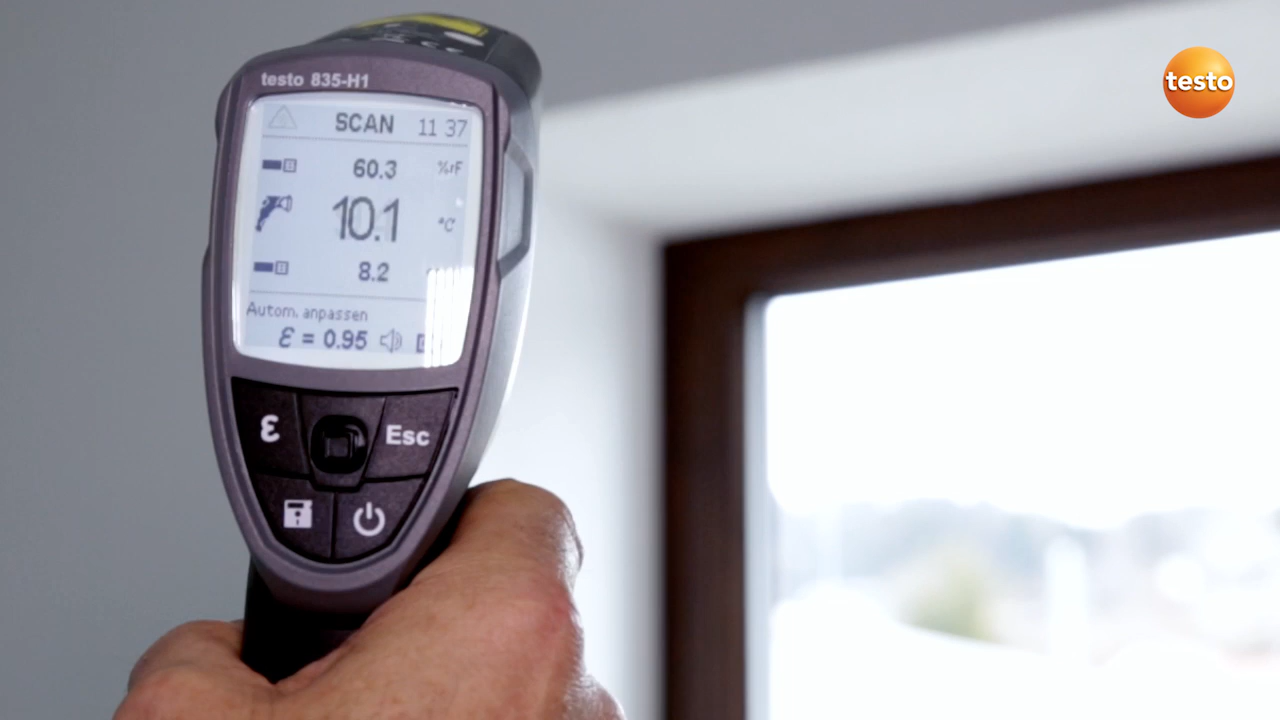 testo 835-H1
testo
SCAN 11 37
60.3 %rF
10.1 °C
8.2
Autom. anpassen
ε = 0.95
ε
Esc